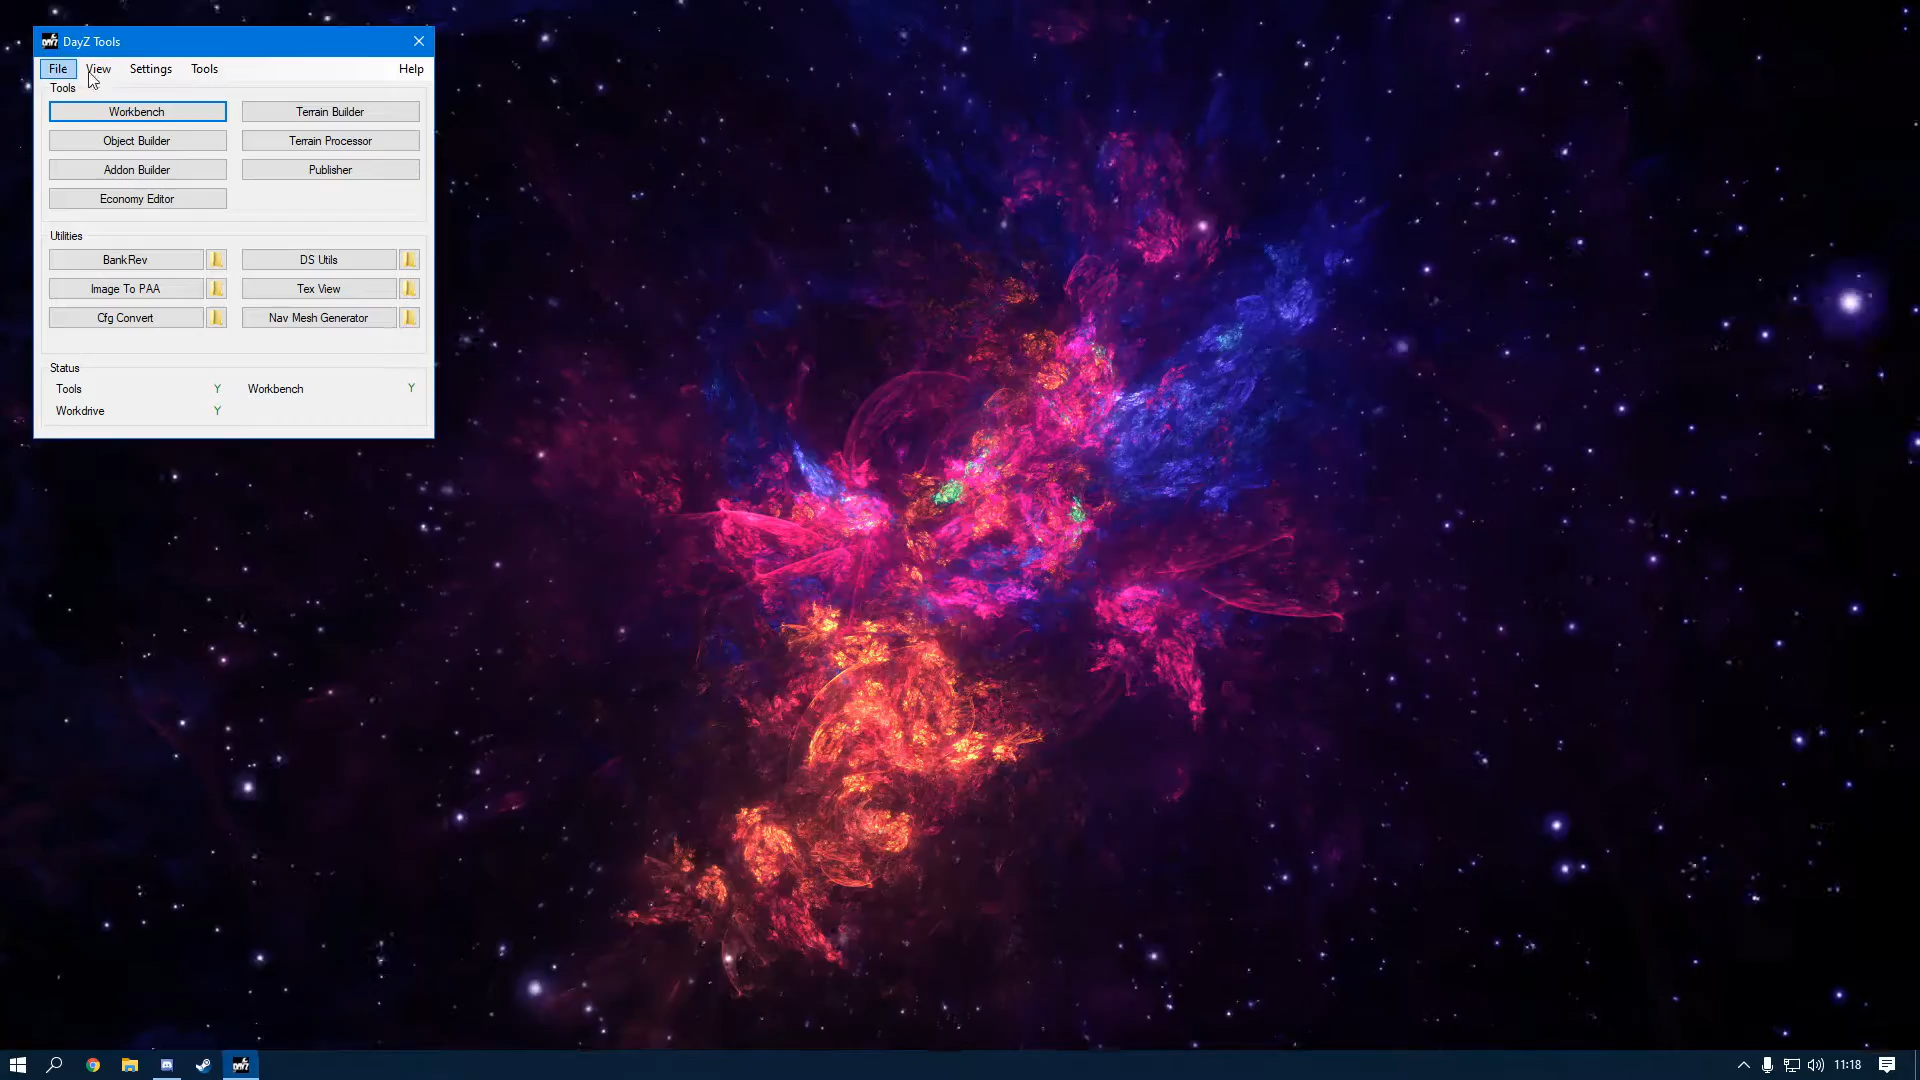 DayZ Tools
File View Settings Tools Help
Tools
Workbench Terrain Builder
Object Builder Terrain Processor
Addon Builder Publisher
Economy Editor
Utilities
BankRev DS Utils
Image To PAA Tex View
Cfg Convert Nav Mesh Generator
Status
Tools Y Workbench Y
Workdrive Y
11:18